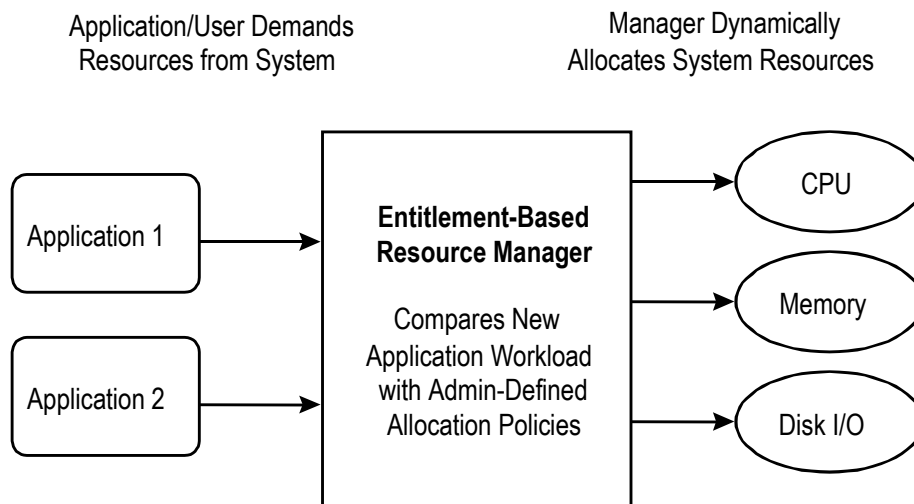 Application/User Demands
Resources from System
Manager Dynamically
Allocates System Resources
Application 1
Application 2
Entitlement-Based
Resource Manager
Compares New
Application Workload
with Admin-Defined
Allocation Policies
CPU
Memory
Disk I/O